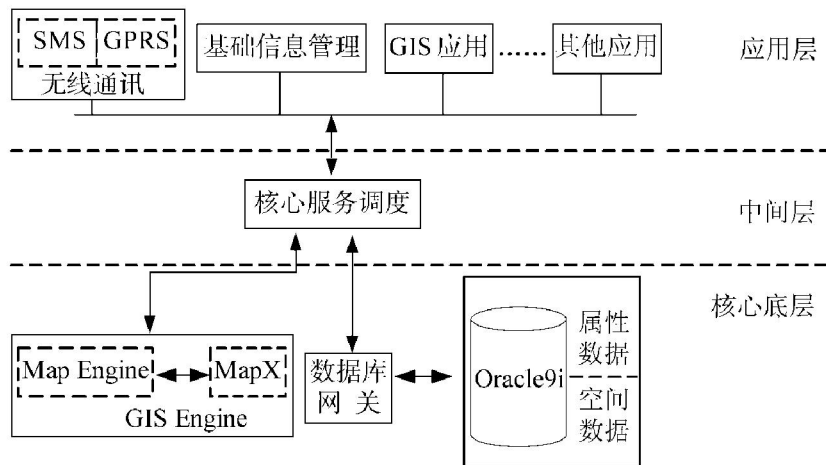 SMS GPRS
无线通讯
基础信息管理
GIS 应用
……
其他应用
应用层
核心服务调度
中间层
核心底层
Map Engine
MapX
GIS Engine
数据库
网 关
Oracle9i
属性
数据
空间
数据